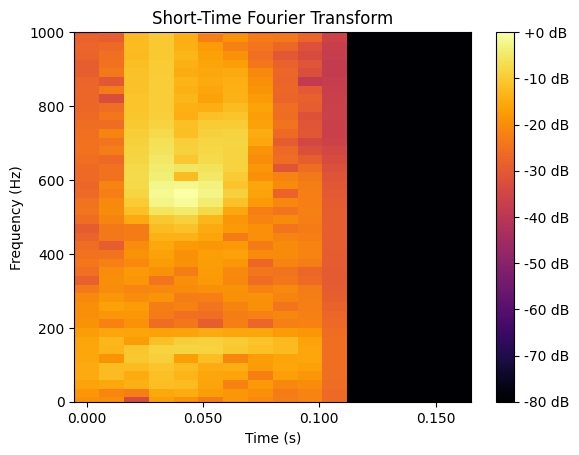 Short-Time Fourier Transform
Frequency (Hz)
1000
800
600
400
200
0
0.000
0.050
0.100
0.150
Time (s)
+0 dB
-10 dB
-20 dB
-30 dB
-40 dB
-50 dB
-60 dB
-70 dB
-80 dB